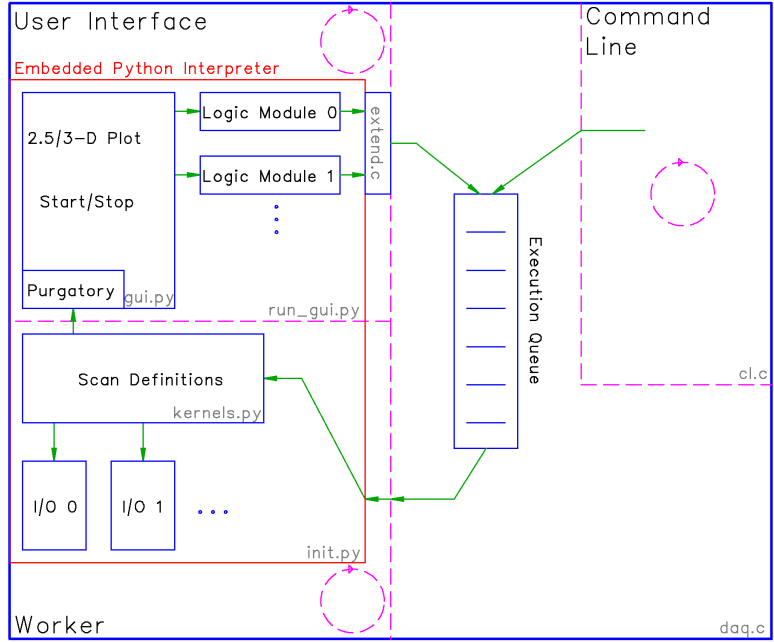 User Interface
Command
Line
Embedded Python Interpreter
2.5/3-D Plot
Start/Stop
Purgatory
gui.py
Logic Module 0
Logic Module 1
extend.c
run_gui.py
Execution Queue
cl.c
Scan Definitions
kernels.py
I/O 0
I/O 1
init.py
Worker
daq.c